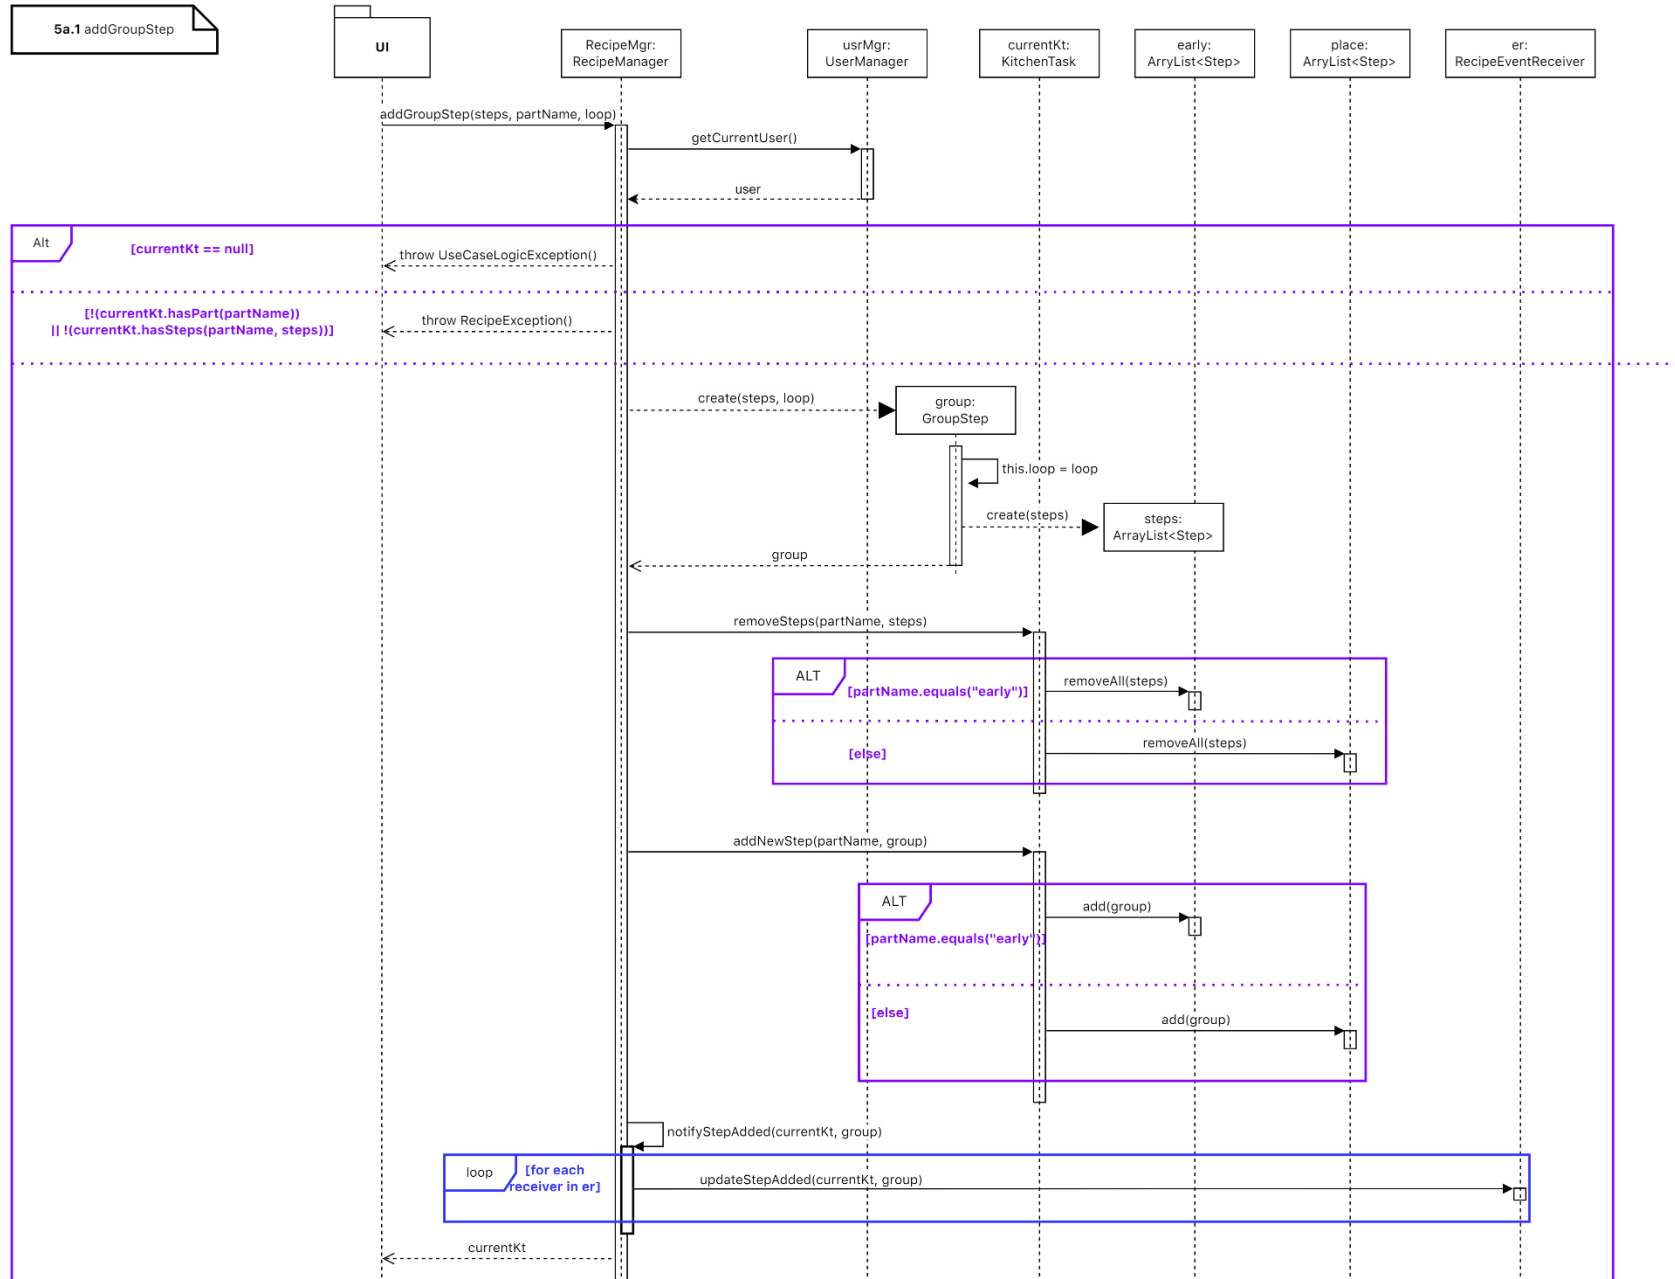 5a.1 addGroupStep
UI
RecipeMgr:
RecipeManager
usrMgr:
UserManager
currentKt:
KitchenTask
early:
ArryList<Step>
place:
ArryList<Step>
er:
RecipeEventReceiver
addGroupStep(steps, partName, loop)
getCurrentUser()
user
Alt
[currentKt == null]
throw UseCaseLogicException()
[!(currentKt.hasPart(partName))
|| !(currentKt.hasSteps(partName, steps))]
throw RecipeException()
create(steps, loop)
group:
GroupStep
this.loop = loop
create(steps)
steps:
ArrayList<Step>
group
removeSteps(partName, steps)
ALT
[partName.equals("early")]
removeAll(steps)
[else]
removeAll(steps)
addNewStep(partName, group)
ALT
[partName.equals("early")]
add(group)
[else]
add(group)
notifyStepAdded(currentKt, group)
loop
[for each
receiver in er]
updateStepAdded(currentKt, group)
currentKt